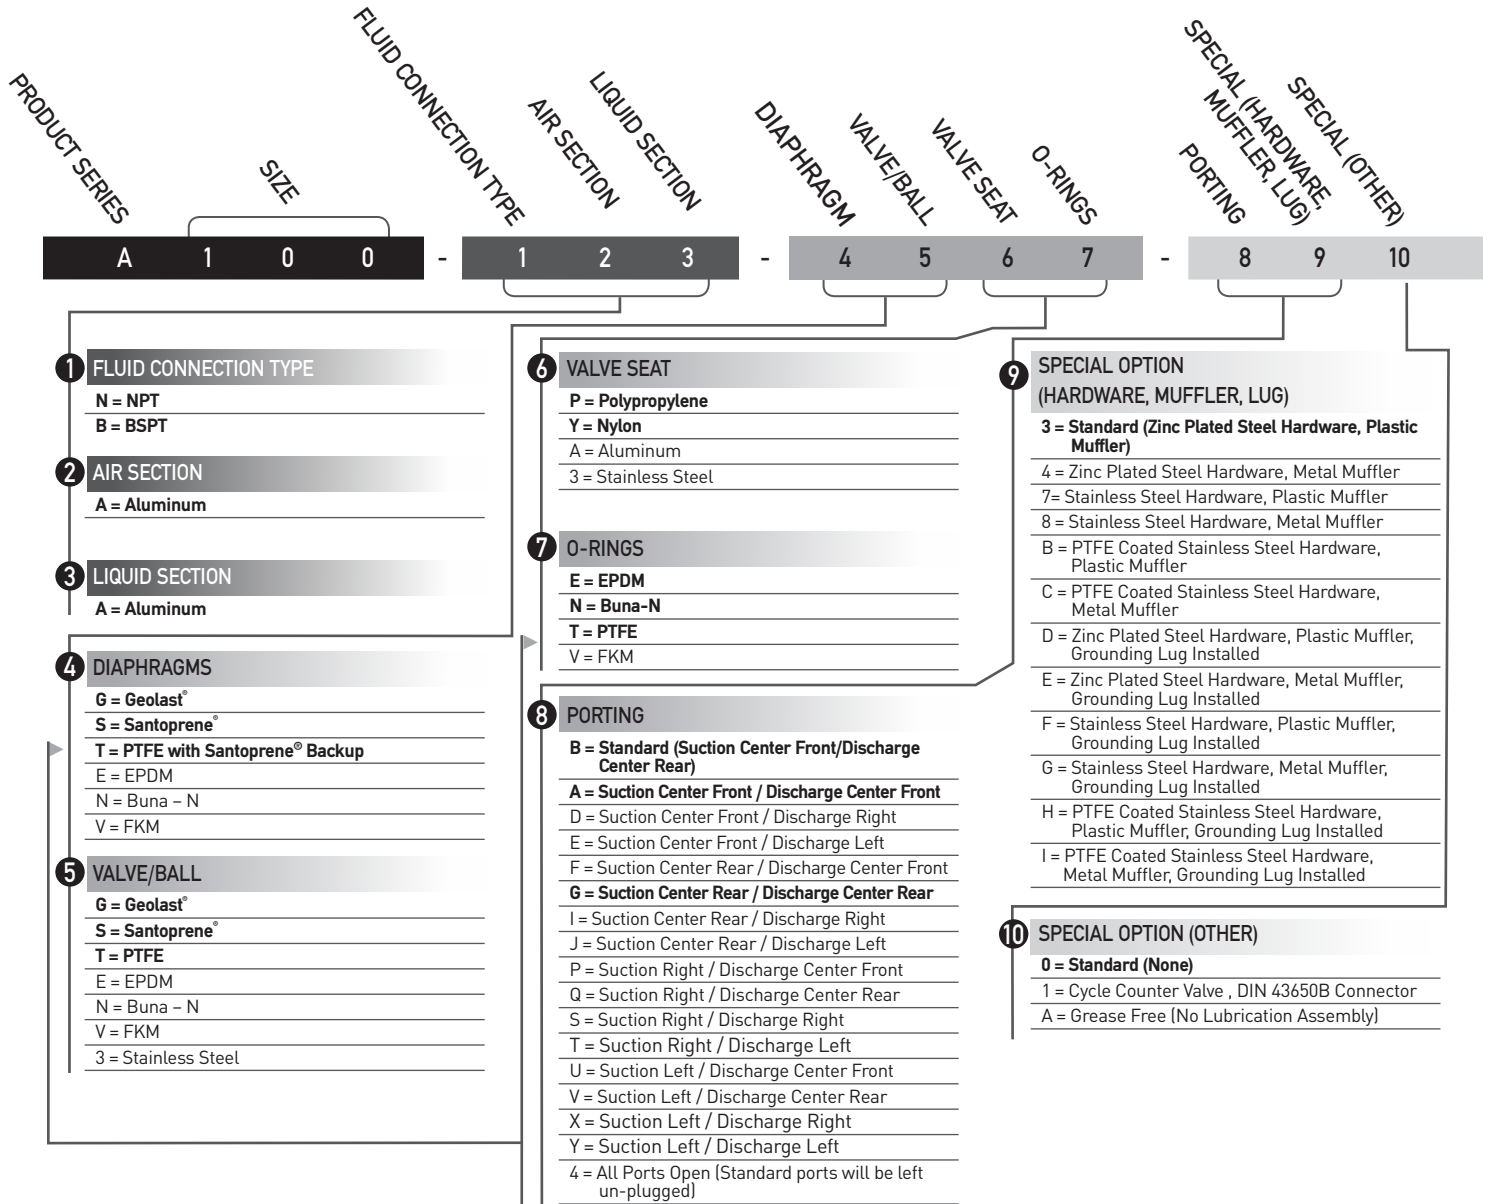 PRODUCT SERIES
SIZE
FLUID CONNECTION TYPE
AIR SECTION
LIQUID SECTION
DIAPHRAGM
VALVE/BALL
VALVE SEAT
O-RINGS
PORTING
SPECIAL (HARDWARE,
MUFFLER, LUG)
SPECIAL (OTHER)
A 1 0 0 - 1 2 3 - 4 5 6 7 - 8 9 10
1 FLUID CONNECTION TYPE
N = NPT
B = BSPT
2 AIR SECTION
A = Aluminum
3 LIQUID SECTION
A = Aluminum
4 DIAPHRAGMS
G = Geolast®
S = Santoprene®
T = PTFE with Santoprene® Backup
E = EPDM
N = Buna – N
V = FKM
5 VALVE/BALL
G = Geolast®
S = Santoprene®
T = PTFE
E = EPDM
N = Buna – N
V = FKM
3 = Stainless Steel
6 VALVE SEAT
P = Polypropylene
Y = Nylon
A = Aluminum
3 = Stainless Steel
7 O-RINGS
E = EPDM
N = Buna-N
T = PTFE
V = FKM
8 PORTING
B = Standard (Suction Center Front/Discharge
Center Rear)
A = Suction Center Front / Discharge Center Front
D = Suction Center Front / Discharge Right
E = Suction Center Front / Discharge Left
F = Suction Center Rear / Discharge Center Front
G = Suction Center Rear / Discharge Center Rear
I = Suction Center Rear / Discharge Right
J = Suction Center Rear / Discharge Left
P = Suction Right / Discharge Center Front
Q = Suction Right / Discharge Center Rear
S = Suction Right / Discharge Right
T = Suction Right / Discharge Left
U = Suction Left / Discharge Center Front
V = Suction Left / Discharge Center Rear
X = Suction Left / Discharge Right
Y = Suction Left / Discharge Left
4 = All Ports Open (Standard ports will be left
un-plugged)
9 SPECIAL OPTION
(HARDWARE, MUFFLER, LUG)
3 = Standard (Zinc Plated Steel Hardware, Plastic
Muffler)
4 = Zinc Plated Steel Hardware, Metal Muffler
7= Stainless Steel Hardware, Plastic Muffler
8 = Stainless Steel Hardware, Metal Muffler
B = PTFE Coated Stainless Steel Hardware,
Plastic Muffler
C = PTFE Coated Stainless Steel Hardware,
Metal Muffler
D = Zinc Plated Steel Hardware, Plastic Muffler,
Grounding Lug Installed
E = Zinc Plated Steel Hardware, Metal Muffler,
Grounding Lug Installed
F = Stainless Steel Hardware, Plastic Muffler,
Grounding Lug Installed
G = Stainless Steel Hardware, Metal Muffler,
Grounding Lug Installed
H = PTFE Coated Stainless Steel Hardware,
Plastic Muffler, Grounding Lug Installed
I = PTFE Coated Stainless Steel Hardware,
Metal Muffler, Grounding Lug Installed
10 SPECIAL OPTION (OTHER)
0 = Standard (None)
1 = Cycle Counter Valve , DIN 43650B Connector
A = Grease Free (No Lubrication Assembly)